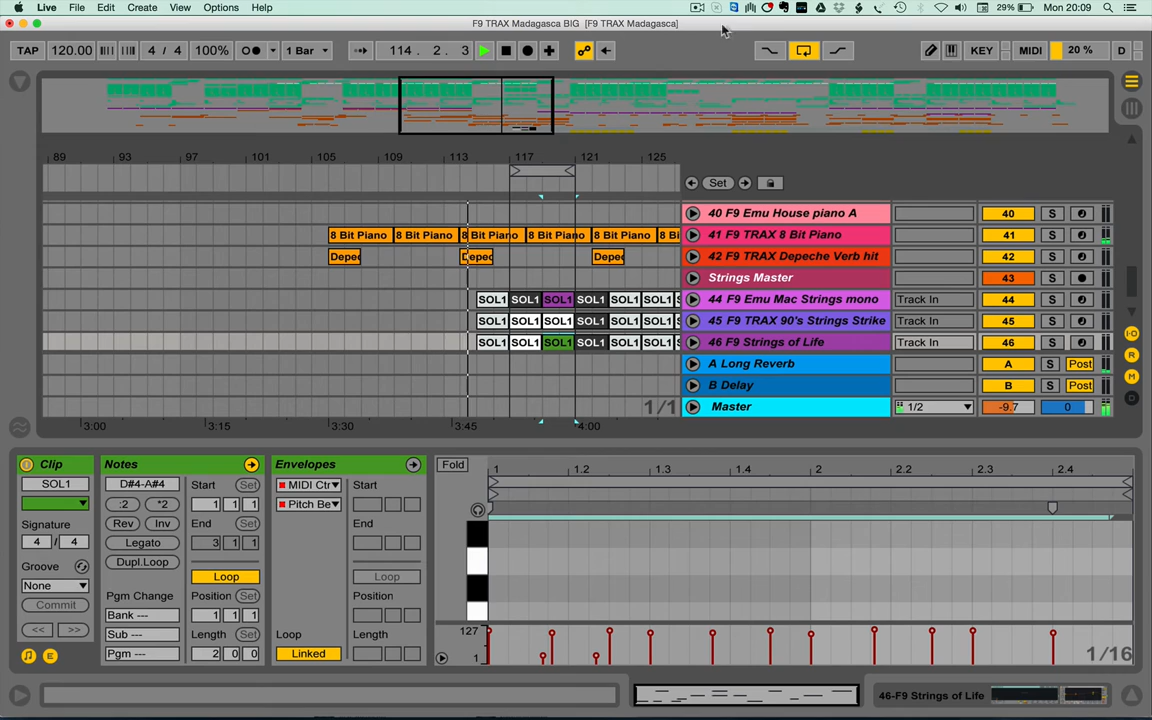 Live File Edit Create View Options Help 29% Mon 20:09
F9 TRAX Madagasca BIG [F9 TRAX Madagasca]
TAP 120.00 4 / 4 100% 1 Bar 114. 2. 3 KEY MIDI 20 % D
89 93 97 101 105 109 113 117 121 125
Set
40 F9 Emu House piano A 40 S
8 Bit Piano 8 Bit Piano 8 Bit Piano 8 Bit Piano 8 Bit Piano 8 Bi 41 F9 TRAX 8 Bit Piano 41 S
Depec Depec Depec 42 F9 TRAX Depeche Verb hit 42 S
Strings Master 43 S
SOL1 SOL1 SOL1 SOL1 SOL1 SOL1 S 44 F9 Emu Mac Strings mono Track In 44 S
SOL1 SOL1 SOL1 SOL1 SOL1 SOL1 S 45 F9 TRAX 90's Strings Strike Track In 45 S
SOL1 SOL1 SOL1 SOL1 SOL1 SOL1 S 46 F9 Strings of Life Track In 46 S
A Long Reverb A S Post
B Delay B S Post
1/1 Master 1/2 -9.7 0
I·O
R
M
D
3:00 3:15 3:30 3:45 4:00
Clip Notes Envelopes Fold 1 1.2 1.3 1.4 2 2.2 2.3 2.4
SOL1 D#4-A#4 Start Set MIDI Ctr Start
:2 *2 1 1 1 Pitch Be
Signature Rev Inv End Set End
4 / 4 Legato 3 1 1
Groove Dupl.Loop Loop Loop
None Pgm Change Position Set Position
Commit Bank --- 1 1 1
<< >> Sub --- Length Set Loop Length
Pgm --- 2 0 0 Linked
E
127
1
1/16
46-F9 Strings of Life